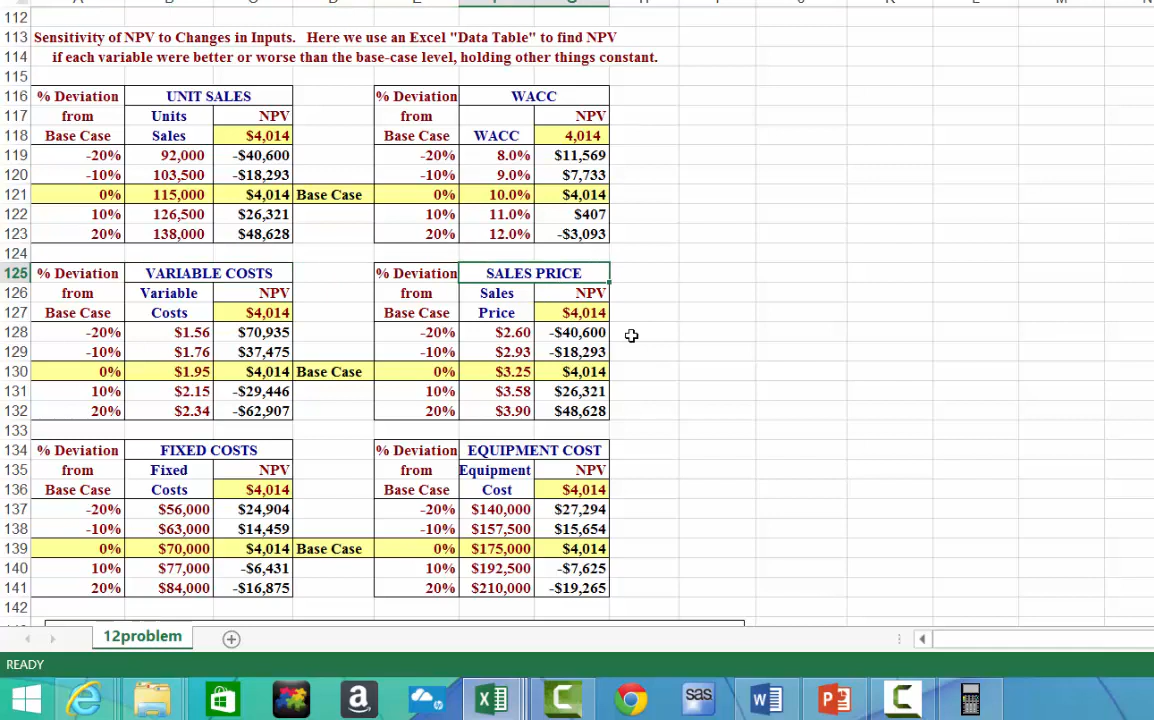 112
113 Sensitivity of NPV to Changes in Inputs. Here we use an Excel "Data Table" to find NPV
114 if each variable were better or worse than the base-case level, holding other things constant.
115
116 % Deviation UNIT SALES % Deviation WACC
117 from Units NPV from NPV
118 Base Case Sales $4,014 Base Case WACC 4,014
119 -20% 92,000 -$40,600 -20% 8.0% $11,569
120 -10% 103,500 -$18,293 -10% 9.0% $7,733
121 0% 115,000 $4,014 Base Case 0% 10.0% $4,014
122 10% 126,500 $26,321 10% 11.0% $407
123 20% 138,000 $48,628 20% 12.0% -$3,093
124
125 % Deviation VARIABLE COSTS % Deviation SALES PRICE
126 from Variable NPV from Sales NPV
127 Base Case Costs $4,014 Base Case Price $4,014
128 -20% $1.56 $70,935 -20% $2.60 -$40,600
129 -10% $1.76 $37,475 -10% $2.93 -$18,293
130 0% $1.95 $4,014 Base Case 0% $3.25 $4,014
131 10% $2.15 -$29,446 10% $3.58 $26,321
132 20% $2.34 -$62,907 20% $3.90 $48,628
133
134 % Deviation FIXED COSTS % Deviation EQUIPMENT COST
135 from Fixed NPV from Equipment NPV
136 Base Case Costs $4,014 Base Case Cost $4,014
137 -20% $56,000 $24,904 -20% $140,000 $27,294
138 -10% $63,000 $14,459 -10% $157,500 $15,654
139 0% $70,000 $4,014 Base Case 0% $175,000 $4,014
140 10% $77,000 -$6,431 10% $192,500 -$7,625
141 20% $84,000 -$16,875 20% $210,000 -$19,265
142
12problem
READY
sas